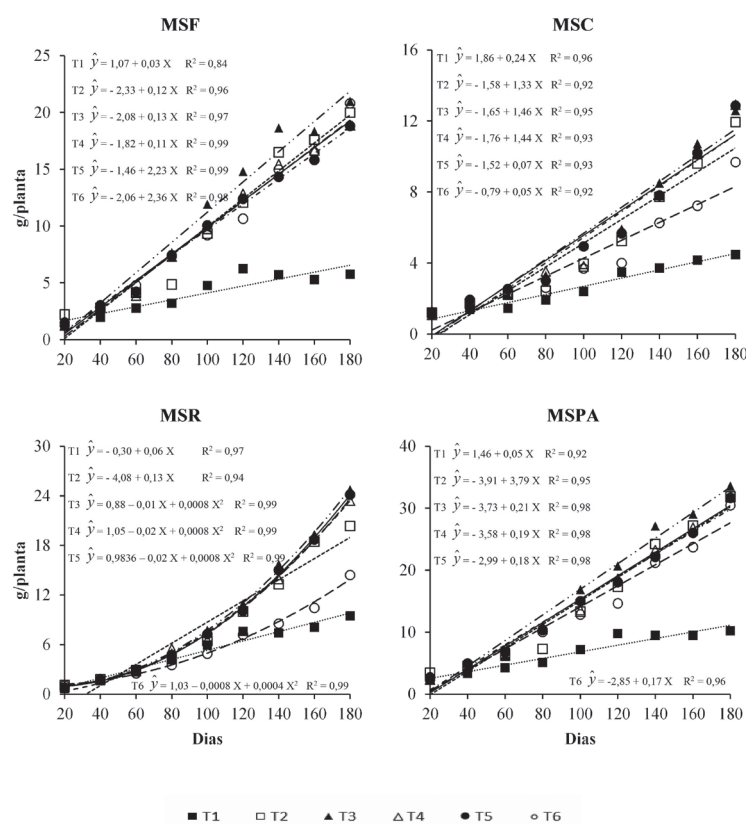 MSF
g/planta
25
20
15
10
5
0
T1 ŷ = 1,07 + 0,03 X R² = 0,84
T2 ŷ = - 2,33 + 0,12 X R² = 0,96
T3 ŷ = - 2,08 + 0,13 X R² = 0,97
T4 ŷ = - 1,82 + 0,11 X R² = 0,99
T5 ŷ = - 1,46 + 2,23 X R² = 0,99
T6 ŷ = - 2,06 + 2,36 X R² = 0,98
20 40 60 80 100 120 140 160 180
MSC
16
12
8
4
0
T1 ŷ = 1,86 + 0,24 X R² = 0,96
T2 ŷ = - 1,58 + 1,33 X R² = 0,92
T3 ŷ = - 1,65 + 1,46 X R² = 0,95
T4 ŷ = - 1,76 + 1,44 X R² = 0,93
T5 ŷ = - 1,52 + 0,07 X R² = 0,93
T6 ŷ = - 0,79 + 0,05 X R² = 0,92
20 40 60 80 100 120 140 160 180
MSR
g/planta
30
24
18
12
6
0
T1 ŷ = - 0,30 + 0,06 X R² = 0,97
T2 ŷ = - 4,08 + 0,13 X R² = 0,94
T3 ŷ = 0,88 – 0,01 X + 0,0008 X² R² = 0,99
T4 ŷ = 1,05 – 0,02 X + 0,0008 X² R² = 0,99
T5 ŷ = 0,9836 – 0,02 X + 0,0008 X² R² = 0,99
T6 ŷ = 1,03 – 0,0008 X + 0,0004 X² R² = 0,99
20 40 60 80 100 120 140 160 180
Dias
MSPA
40
30
20
10
0
T1 ŷ = 1,46 + 0,05 X R² = 0,92
T2 ŷ = - 3,91 + 3,79 X R² = 0,95
T3 ŷ = - 3,73 + 0,21 X R² = 0,98
T4 ŷ = - 3,58 + 0,19 X R² = 0,98
T5 ŷ = - 2,99 + 0,18 X R² = 0,98
T6 ŷ = -2,85 + 0,17 X R² = 0,96
20 40 60 80 100 120 140 160 180
Dias
T1 T2 T3 T4 T5 T6